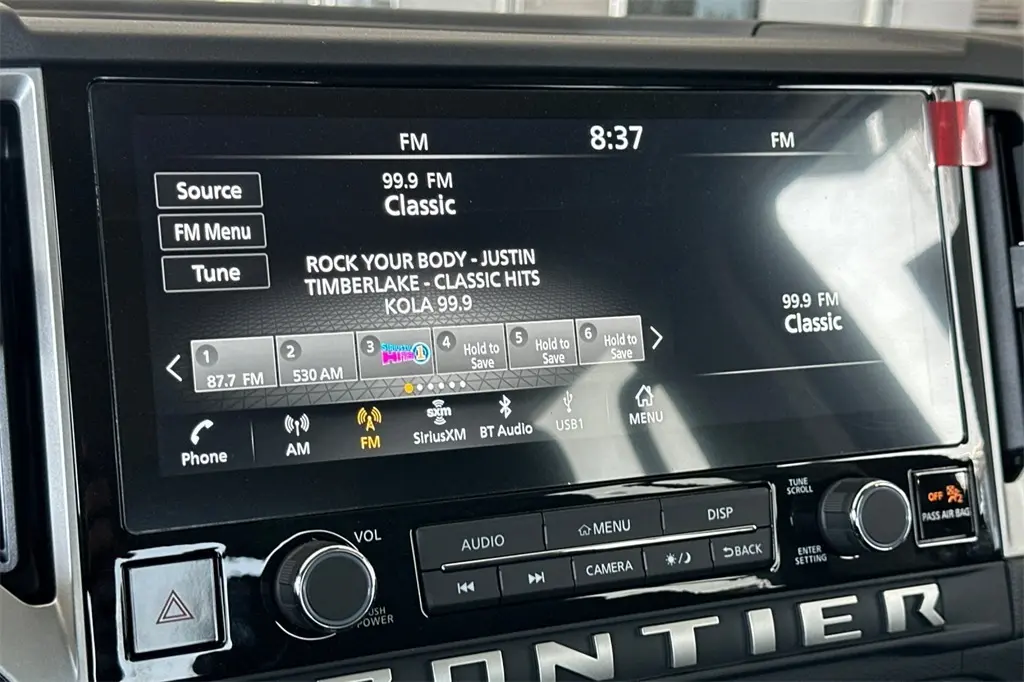 FM
8:37
FM
Source
FM Menu
Tune
99.9 FM
Classic
ROCK YOUR BODY - JUSTIN
TIMBERLAKE - CLASSIC HITS
KOLA 99.9
99.9 FM
Classic
1
87.7 FM
2
530 AM
3
4
Hold to
Save
5
Hold to
Save
6
Hold to
Save
Phone
AM
FM
sxm
SiriusXM
BT Audio
USB1
MENU
VOL
PUSH
POWER
AUDIO
MENU
DISP
CAMERA
BACK
TUNE
SCROLL
ENTER
SETTING
OFF
2
PASS AIR BAG
RONTIER